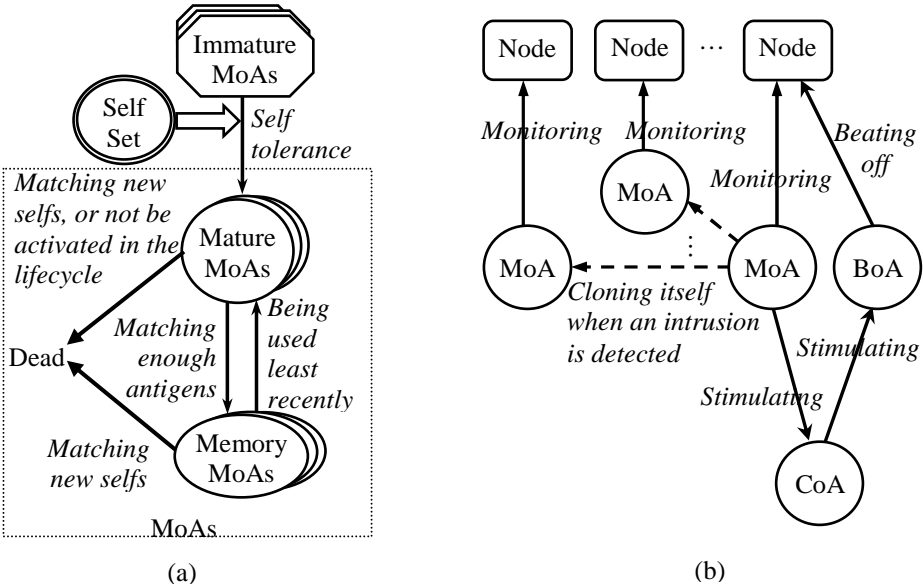 Immature
MoAs
Self
Set
Self
tolerance
Matching new
selfs, or not be
activated in the
lifecycle
Mature
MoAs
Dead
Matching
enough
antigens
Being
used
least
recently
Matching
new selfs
Memory
MoAs
MoAs
(a)
Node
Node
...
Node
Monitoring
Monitoring
Monitoring
Beating
off
MoA
MoA
MoA
BoA
Cloning itself
when an intrusion
is detected
Stimulating
Stimulating
CoA
(b)